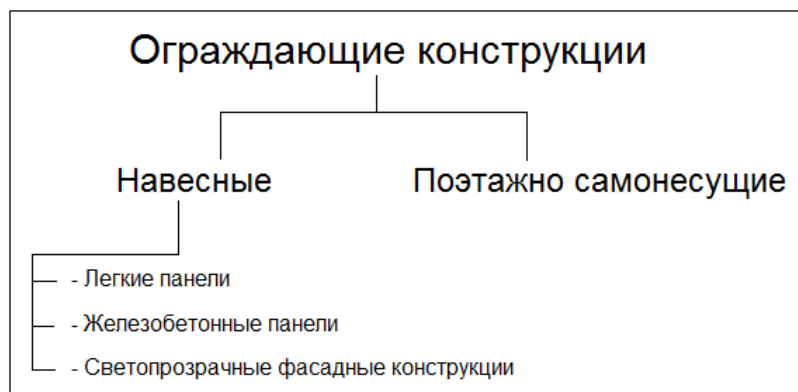 Ограждающие конструкции
Навесные
Поэтажно самонесущие
- Легкие панели
- Железобетонные панели
- Светопрозрачные фасадные конструкции